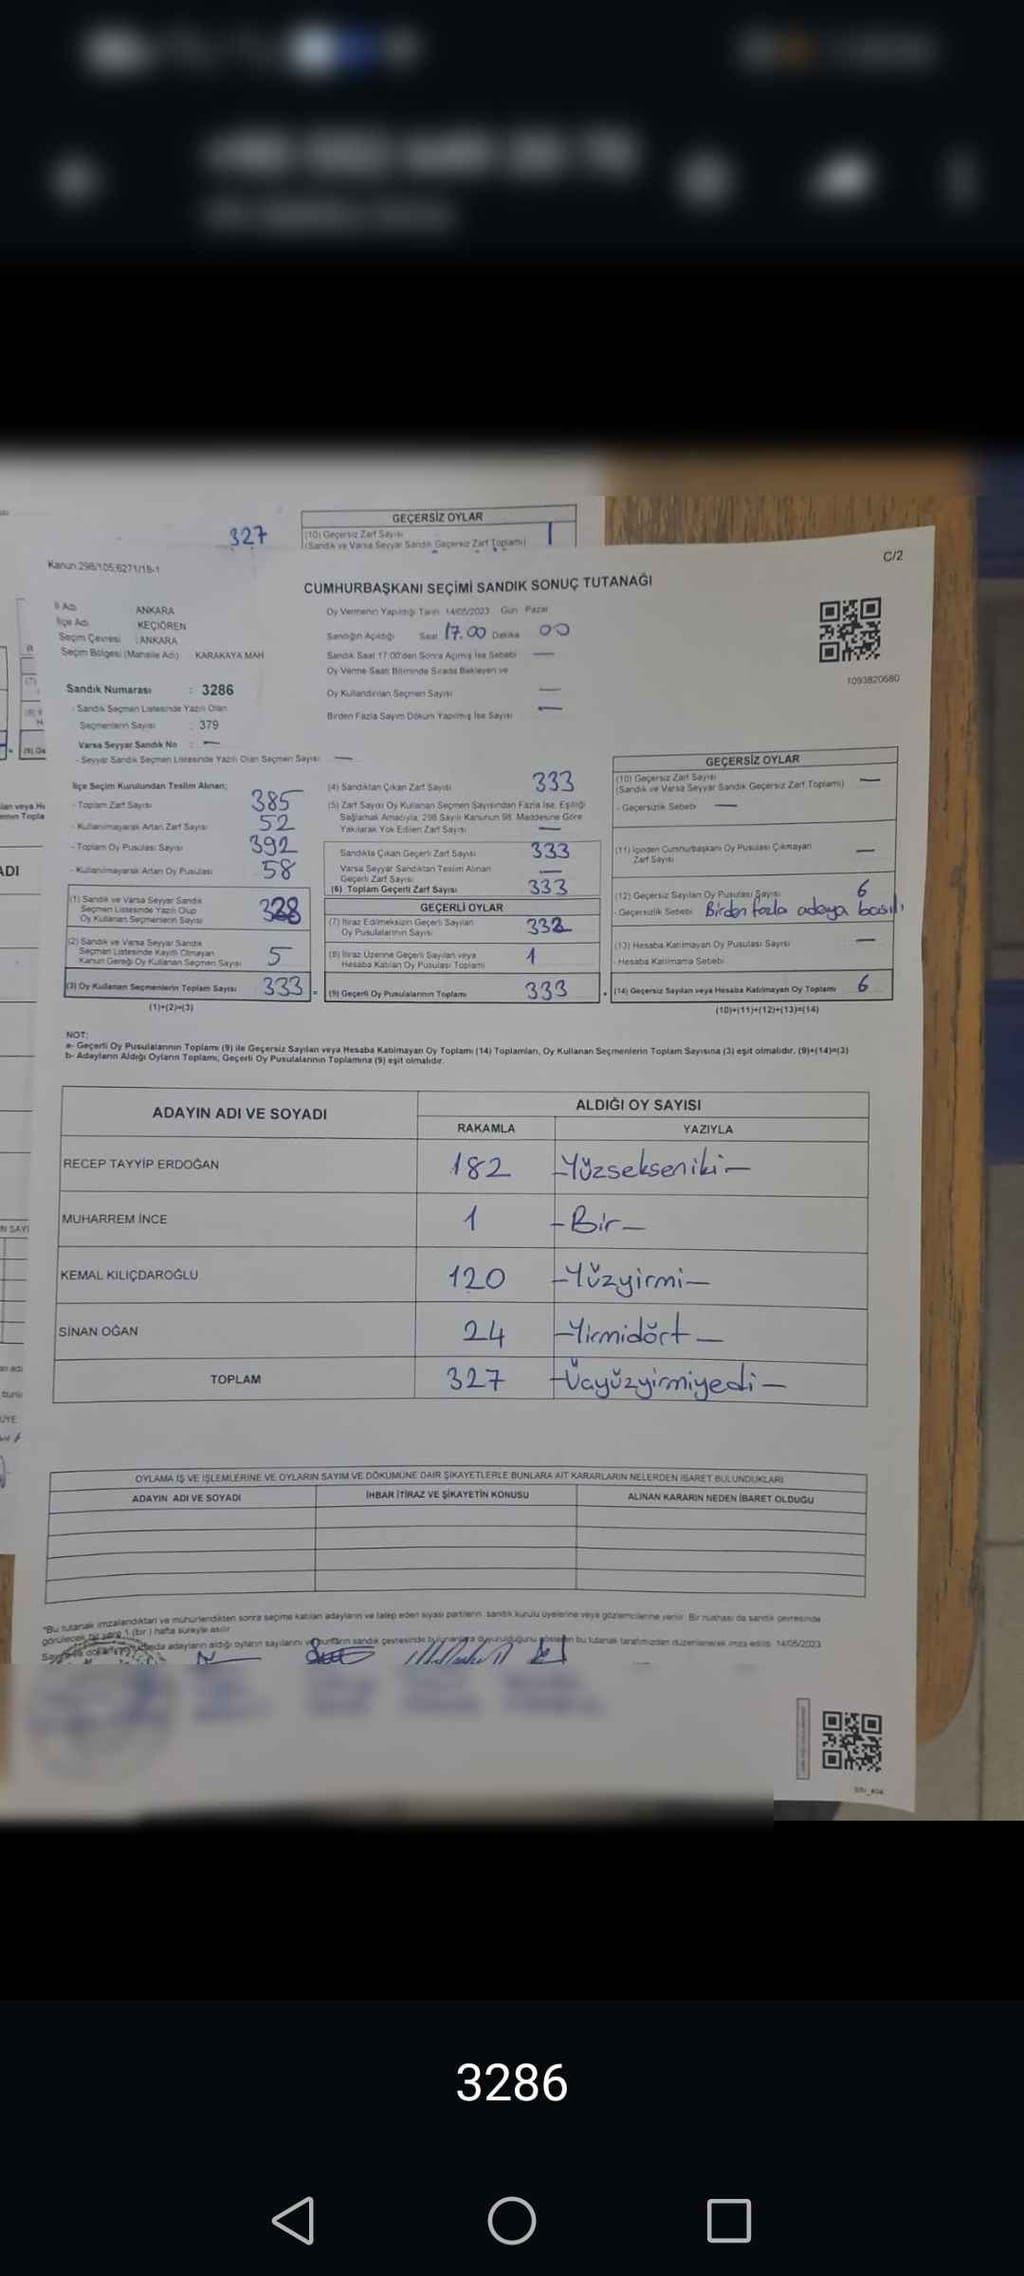 327
GEÇERSİZ OYLAR
(10) Geçersiz Zarf Sayısı
(Sandık ve Varsa Seyyar Sandık Geçersiz Zarf Toplamı)
1
Kanun 298/105;6271/18-1
C/2
CUMHURBAŞKANI SEÇİMİ SANDIK SONUÇ TUTANAĞI
İl Adı ANKARA
İlçe Adı KEÇİÖREN
Seçim Çevresi : ANKARA
Seçim Bölgesi (Mahalle Adı) : KARAKAYA MAH
Sandık Numarası : 3286
- Sandık Seçmen Listesinde Yazılı Olan
Seçmenlerin Sayısı : 379
Varsa Seyyar Sandık No : —
- Seyyar Sandık Seçmen Listesinde Yazılı Olan Seçmen Sayısı —
Oy Vermenin Yapıldığı Tarih 14/05/2023 Gün Pazar
Sandığın Açıldığı Saat 17.00 Dakika 00
Sandık Saat 17:00'den Sonra Açılmış İse Sebebi —
Oy Verme Saati Bitiminde Sırada Bekleyen ve
Oy Kullandırılan Seçmen Sayısı —
Birden Fazla Sayım Döküm Yapılmış İse Sayısı —
1093820680
İlçe Seçim Kurulundan Teslim Alınan;
- Toplam Zarf Sayısı 385
- Kullanılmayarak Artan Zarf Sayısı 52
- Toplam Oy Pusulası Sayısı 392
- Kullanılmayarak Artan Oy Pusulası 58
(1) Sandık ve Varsa Seyyar Sandık
Seçmen Listesinde Yazılı Olup
Oy Kullanan Seçmenlerin Sayısı 328
(2) Sandık ve Varsa Seyyar Sandık
Seçmen Listesinde Kayıtlı Olmayan
Kanun Gereği Oy Kullanan Seçmen Sayısı 5
(3) Oy Kullanan Seçmenlerin Toplam Sayısı 333
(1)+(2)=(3)
(4) Sandıktan Çıkan Zarf Sayısı 333
(5) Zarf Sayısı Oy Kullanan Seçmen Sayısından Fazla İse, Eşitliği
Sağlamak Amacıyla, 298 Sayılı Kanunun 98. Maddesine Göre
Yakılarak Yok Edilen Zarf Sayısı —
Sandıkta Çıkan Geçerli Zarf Sayısı 333
Varsa Seyyar Sandıktan Teslim Alınan
Geçerli Zarf Sayısı —
(6) Toplam Geçerli Zarf Sayısı 333
GEÇERLİ OYLAR
(7) İtiraz Edilmeksizin Geçerli Sayılan
Oy Pusulalarının Sayısı 332
(8) İtiraz Üzerine Geçerli Sayılan veya
Hesaba Katılan Oy Pusulası Toplamı 1
(9) Geçerli Oy Pusulalarının Toplamı 333
GEÇERSİZ OYLAR
(10) Geçersiz Zarf Sayısı
(Sandık ve Varsa Seyyar Sandık Geçersiz Zarf Toplamı) —
- Geçersizlik Sebebi —
(11) İçinden Cumhurbaşkanı Oy Pusulası Çıkmayan
Zarf Sayısı —
(12) Geçersiz Sayılan Oy Pusulası Sayısı 6
- Geçersizlik Sebebi Birden fazla adaya
(13) Hesaba Katılmayan Oy Pusulası Sayısı —
- Hesaba Katılmama Sebebi
(14) Geçersiz Sayılan veya Hesaba Katılmayan Oy Toplamı 6
(10)+(11)+(12)+(13)=(14)
NOT:
a- Geçerli Oy Pusulalarının Toplamı (9) ile Geçersiz Sayılan veya Hesaba Katılmayan Oy Toplamı (14) Toplamları, Oy Kullanan Seçmenlerin Toplam Sayısına (3) eşit olmalıdır. (9)+(14)=(3)
b- Adayların Aldığı Oyların Toplamı, Geçerli Oy Pusulalarının Toplamına (9) eşit olmalıdır.
ADAYIN ADI VE SOYADI ALDIĞI OY SAYISI
RAKAMLA YAZIYLA
RECEP TAYYİP ERDOĞAN 182 -Yüzsekseniki-
MUHARREM İNCE 1 -Bir-
KEMAL KILIÇDAROĞLU 120 -Yüzyirmi-
SİNAN OĞAN 24 -Yirmidört-
TOPLAM 327 -Üçyüzyirmiyedi-
OYLAMA İŞ VE İŞLEMLERİNE VE OYLARIN SAYIM VE DÖKÜMÜNE DAİR ŞİKAYETLERLE BUNLARA AİT KARARLARIN NELERDEN İBARET BULUNDUKLARI
ADAYIN ADI VE SOYADI İHBAR İTİRAZ VE ŞİKAYETİN KONUSU ALINAN KARARIN NEDEN İBARET OLDUĞU
*Bu tutanak imzalandıktan ve mühürlendikten sonra seçime katılan adayların ve talep eden siyasi partilerin, sandık kurulu üyelerine veya gözlemcilerine verilir. Bir nüshası da sandık çevresinde
görülecek bir yere 1 (bir) hafta süreyle asılır.
adayların aldığı oyların sayılarını bu tutanak tarafımızdan düzenlenerek imza edildi. 14/05/2023
3286